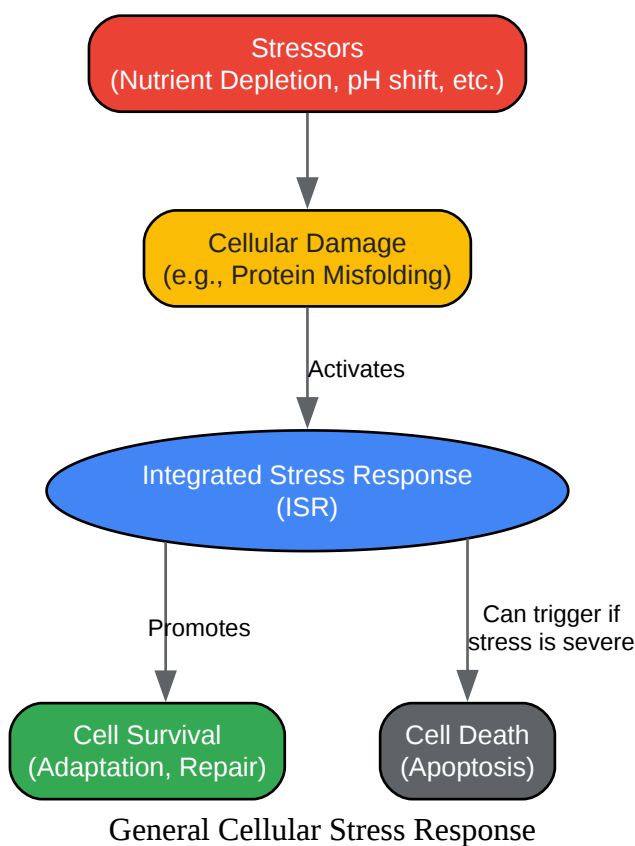 Stressors
(Nutrient Depletion, pH shift, etc.)
Cellular Damage
(e.g., Protein Misfolding)
Activates
Integrated Stress Response
(ISR)
Promotes
Can trigger if
stress is severe
Cell Survival
(Adaptation, Repair)
Cell Death
(Apoptosis)
General Cellular Stress Response